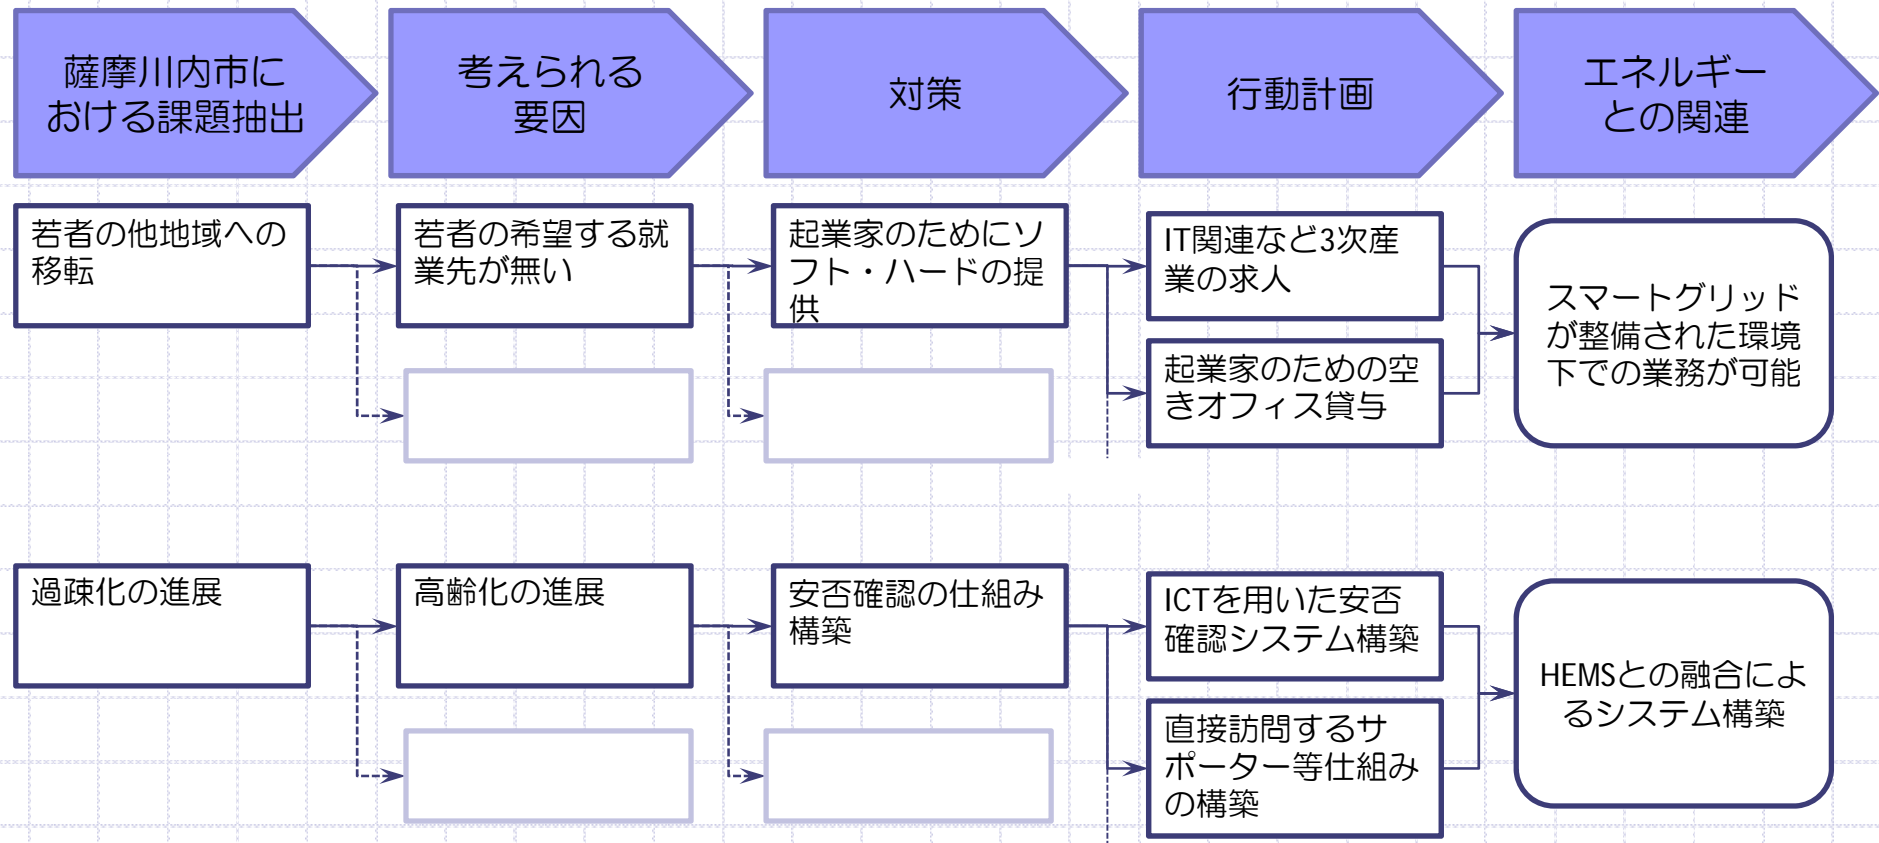 薩摩川内市に
おける課題抽出
考えられる
要因
対策
行動計画
エネルギー
との関連
若者の他地域への
移転
若者の希望する就
業先が無い
起業家のためにソ
フト・ハードの提
供
IT関連など3次産
業の求人
起業家のための空
きオフィス貸与
スマートグリッド
が整備された環境
下での業務が可能
過疎化の進展
高齢化の進展
安否確認の仕組み
構築
ICTを用いた安否
確認システム構築
直接訪問するサ
ポーター等仕組み
の構築
HEMSとの融合によ
るシステム構築